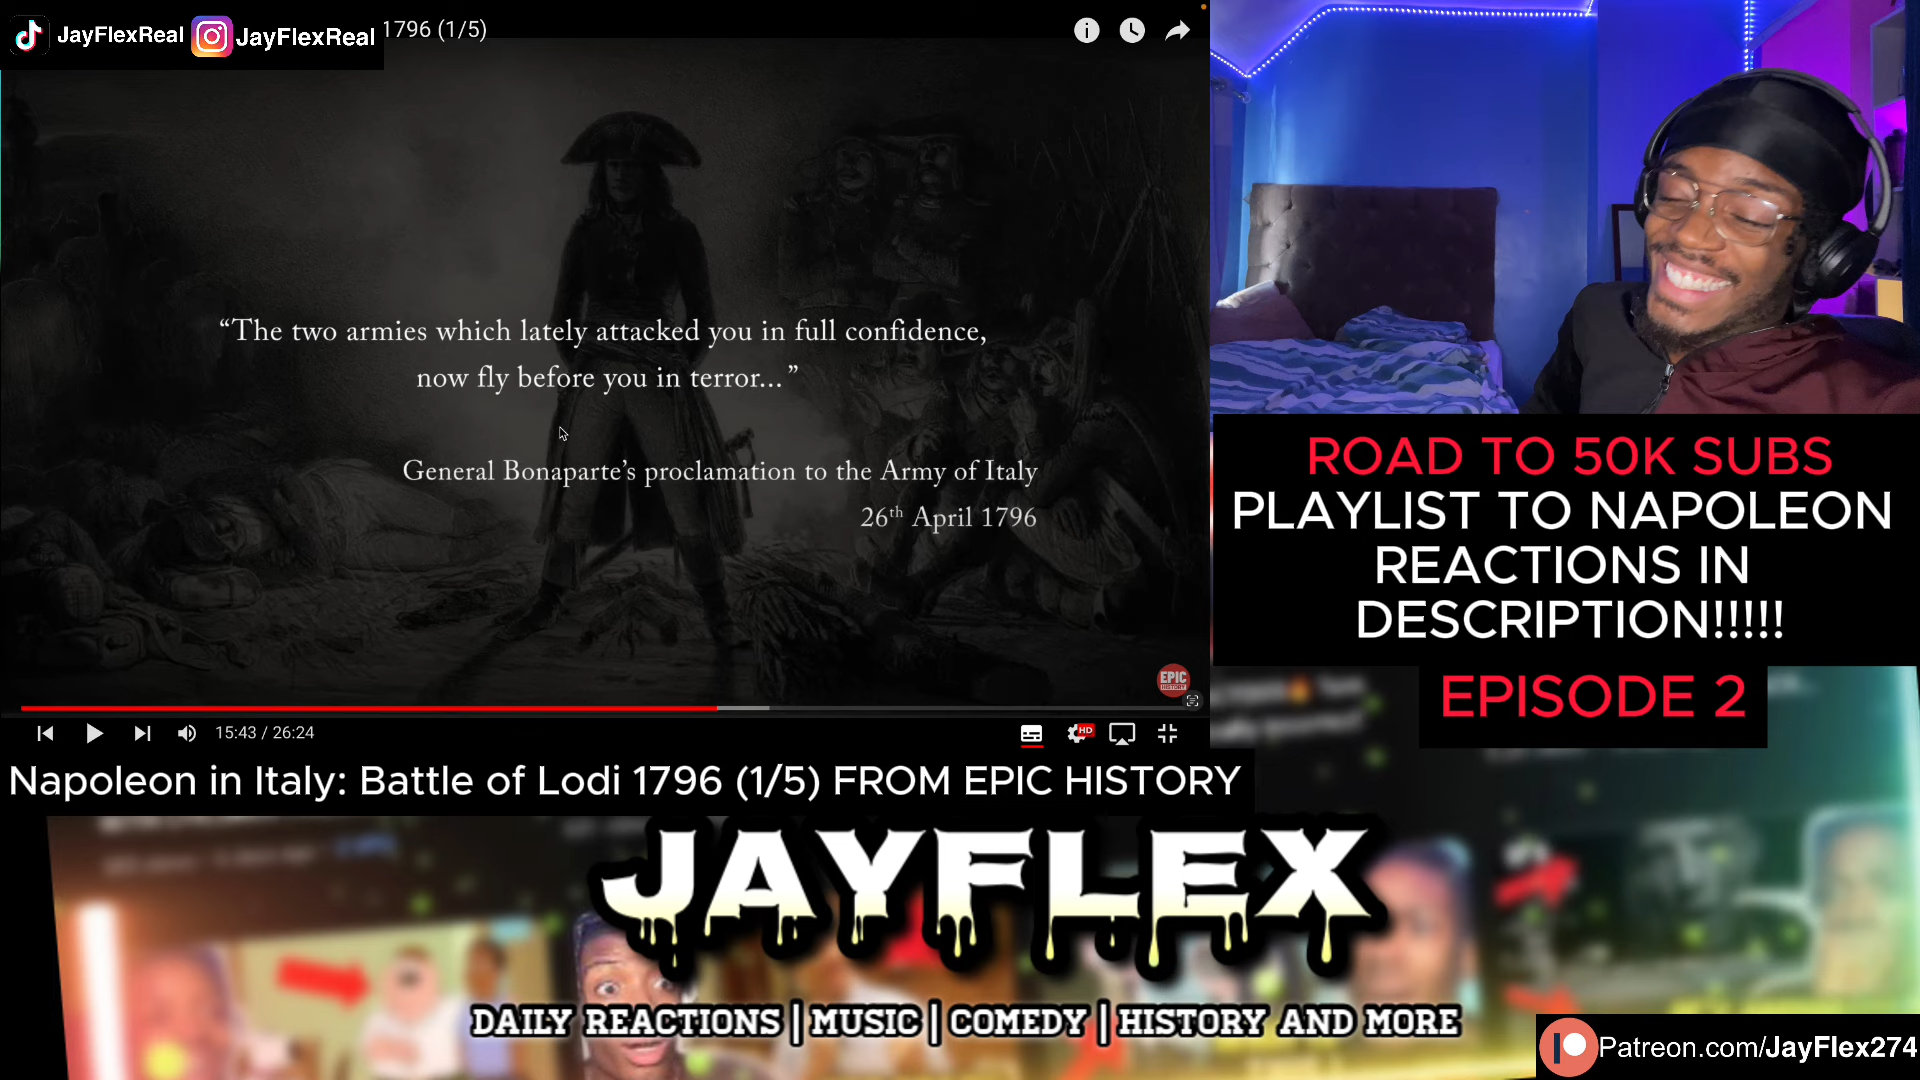 JayFlexReal
JayFlexReal
1796 (1/5)
“The two armies which lately attacked you in full confidence,
now fly before you in terror... ”
General Bonaparte’s proclamation to the Army of Italy
26th April 1796
EPIC
HISTORY
HD
15:43 / 26:24
Napoleon in Italy: Battle of Lodi 1796 (1/5) FROM EPIC HISTORY
ROAD TO 50K SUBS
PLAYLIST TO NAPOLEON
REACTIONS IN
DESCRIPTION!!!!!
EPISODE 2
JAYFLEX
DAILY REACTIONS | MUSIC | COMEDY | HISTORY AND MORE
Patreon.com/JayFlex274